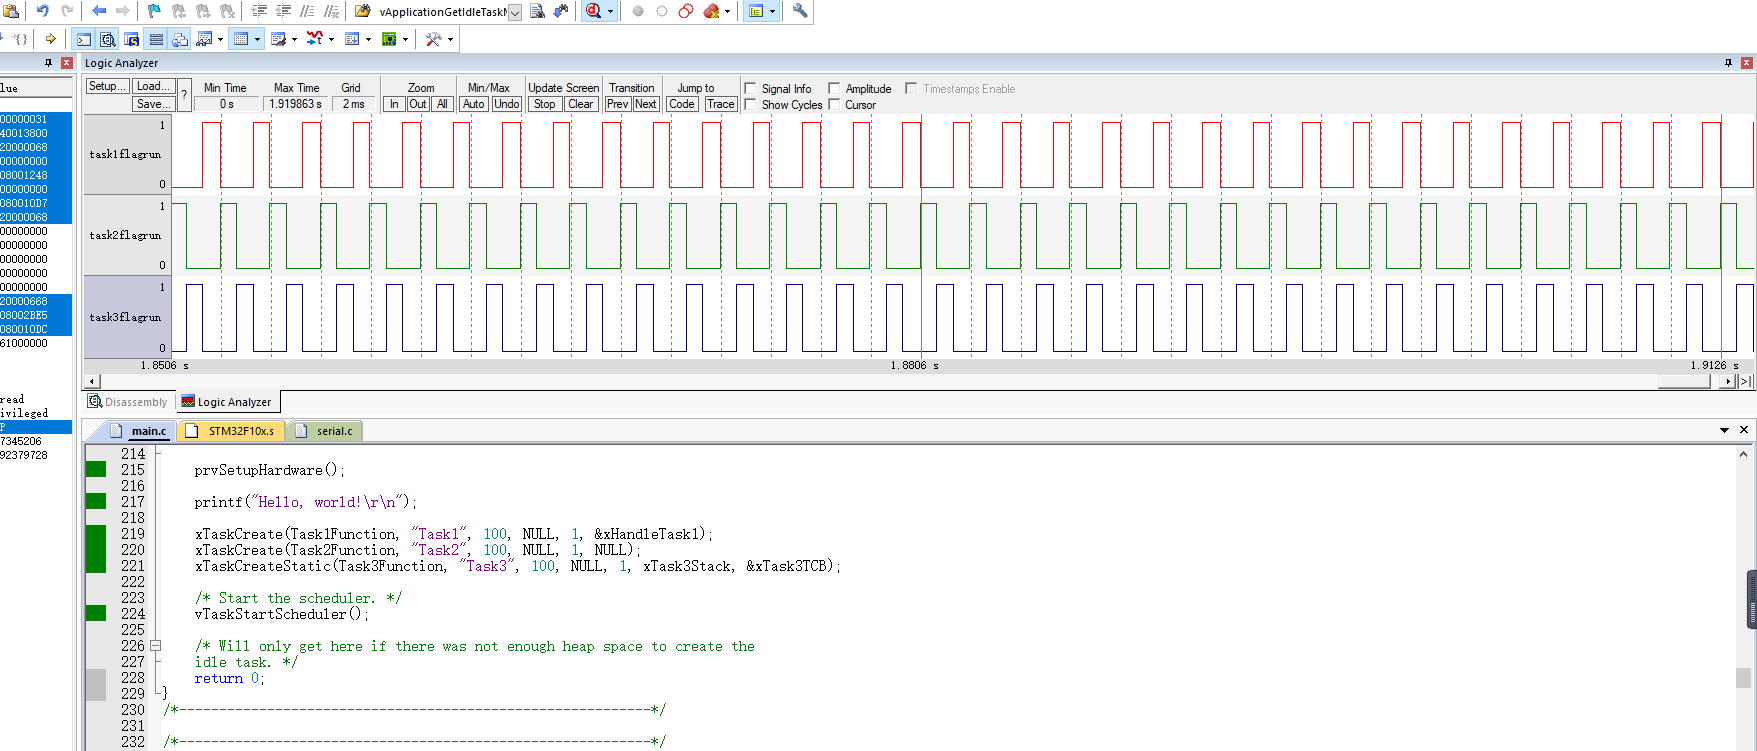 vApplicationGetIdleTaskM
Logic Analyzer
lue
Setup... Load... Save... ?
Min Time Max Time Grid Zoom Min/Max Update Screen Transition Jump to
0 s 1.919863 s 2 ms In Out All Auto Undo Stop Clear Prev Next Code Trace
Signal Info Amplitude Timestamps Enable
Show Cycles Cursor
00000031
40013800
20000068
00000000
08001248
00000000
080010D7
20000068
00000000
00000000
00000000
00000000
00000000
20000668
08002BE5
080010DC
61000000
read
ivileged
P
7345206
92379728
1
task1flagrun
0
1
task2flagrun
0
1
task3flagrun
0
1.8506 s 1.8806 s 1.9126 s
Disassembly Logic Analyzer
main.c STM32F10x.s serial.c
214
215 prvSetupHardware();
216
217 printf("Hello, world!\r\n");
218
219 xTaskCreate(Task1Function, "Task1", 100, NULL, 1, &xHandleTask1);
220 xTaskCreate(Task2Function, "Task2", 100, NULL, 1, NULL);
221 xTaskCreateStatic(Task3Function, "Task3", 100, NULL, 1, xTask3Stack, &xTask3TCB);
222
223 /* Start the scheduler. */
224 vTaskStartScheduler();
225
226 /* Will only get here if there was not enough heap space to create the
227 idle task. */
228 return 0;
229 }
230 /*-----------------------------------------------------------*/
231
232 /*-----------------------------------------------------------*/